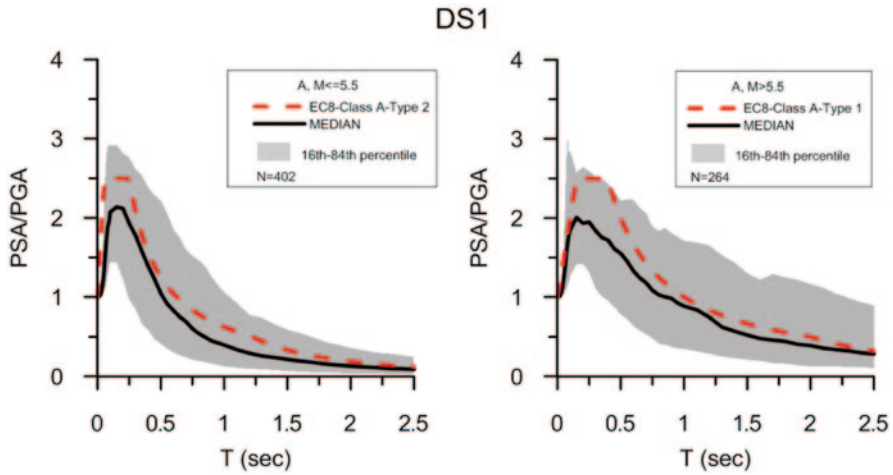 DS1
4
3
2
1
0
PSA/PGA
A, M<=5.5
EC8-Class A-Type 2
MEDIAN
16th-84th percentile
N=402
0 0.5 1 1.5 2 2.5
T (sec)
4
3
2
1
0
PSA/PGA
A, M>5.5
EC8-Class A-Type 1
MEDIAN
16th-84th percentile
N=264
0 0.5 1 1.5 2 2.5
T (sec)